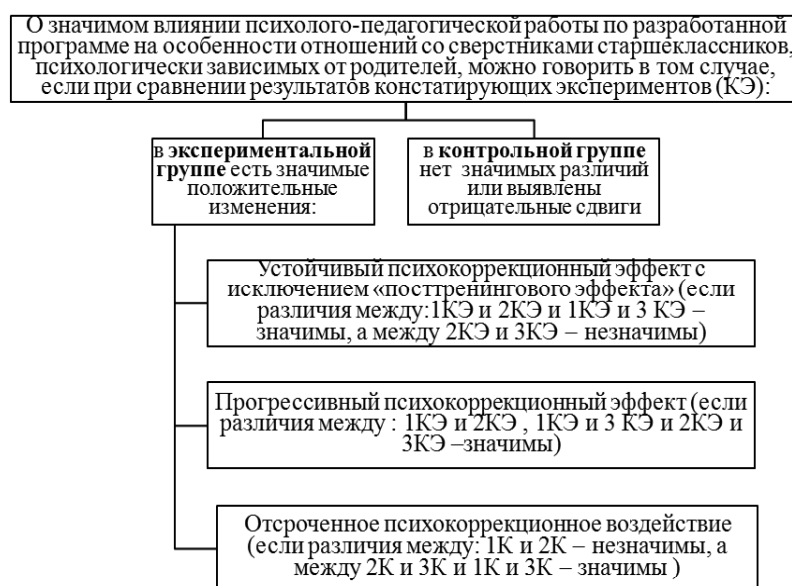 О значимом влиянии психолого-педагогической работы по разработанной
программе на особенности отношений со сверстниками старшеклассников,
психологически зависимых от родителей, можно говорить в том случае,
если при сравнении результатов констатирующих экспериментов (КЭ):
в экспериментальной
группе есть значимые
положительные
изменения:
в контрольной группе
нет значимых различий
или выявлены
отрицательные сдвиги
Устойчивый психокоррекционный эффект с
исключением «посттренингового эффекта» (если
различия между:1КЭ и 2КЭ и 1КЭ и 3 КЭ –
значимы, а между 2КЭ и 3КЭ – незначимы)
Прогрессивный психокоррекционный эффект (если
различия между : 1КЭ и 2КЭ , 1КЭ и 3 КЭ и 2КЭ и
3КЭ –значимы)
Отсроченное психокоррекционное воздействие
(если различия между: 1К и 2К – незначимы, а
между 2К и 3К и 1К и 3К – значимы )